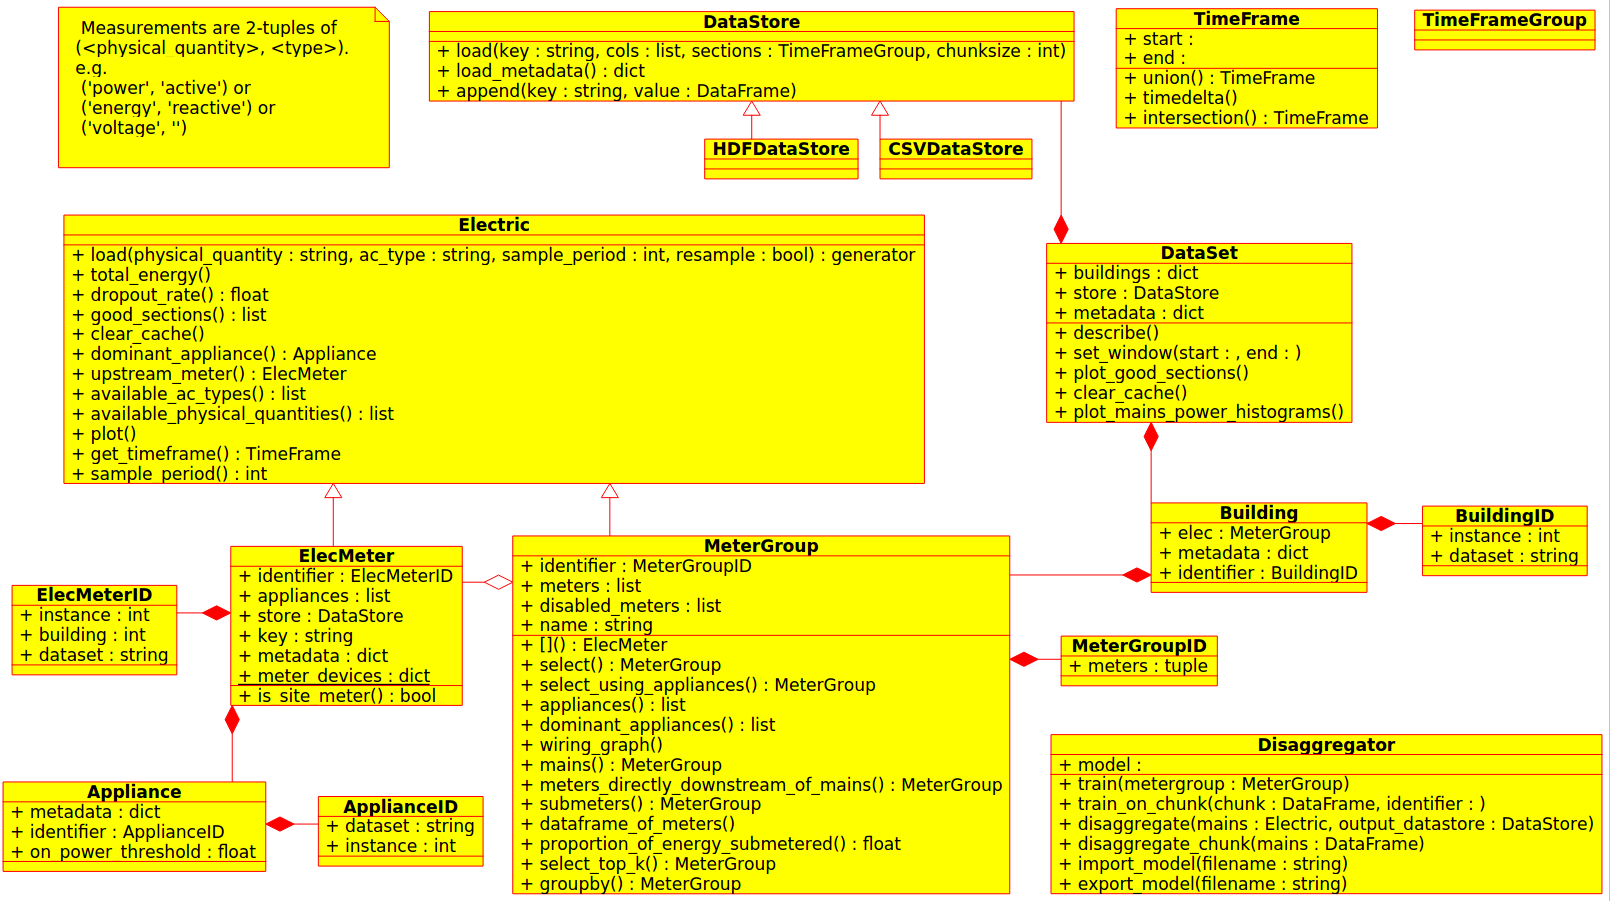 Measurements are 2-tuples of
(<physical_quantity>, <type>).
e.g.
('power', 'active') or
('energy', 'reactive') or
('voltage', '')
DataStore
+ load(key : string, cols : list, sections : TimeFrameGroup, chunksize : int)
+ load_metadata() : dict
+ append(key : string, value : DataFrame)
TimeFrame
+ start :
+ end :
+ union() : TimeFrame
+ timedelta()
+ intersection() : TimeFrame
TimeFrameGroup
HDFDataStore
CSVDataStore
Electric
+ load(physical_quantity : string, ac_type : string, sample_period : int, resample : bool) : generator
+ total_energy()
+ dropout_rate() : float
+ good_sections() : list
+ clear_cache()
+ dominant_appliance() : Appliance
+ upstream_meter() : ElecMeter
+ available_ac_types() : list
+ available_physical_quantities() : list
+ plot()
+ get_timeframe() : TimeFrame
+ sample_period() : int
DataSet
+ buildings : dict
+ store : DataStore
+ metadata : dict
+ describe()
+ set_window(start : , end : )
+ plot_good_sections()
+ clear_cache()
+ plot_mains_power_histograms()
Building
+ elec : MeterGroup
+ metadata : dict
+ identifier : BuildingID
BuildingID
+ instance : int
+ dataset : string
ElecMeterID
+ instance : int
+ building : int
+ dataset : string
ElecMeter
+ identifier : ElecMeterID
+ appliances : list
+ store : DataStore
+ key : string
+ metadata : dict
+ meter_devices : dict
+ is_site_meter() : bool
MeterGroup
+ identifier : MeterGroupID
+ meters : list
+ disabled_meters : list
+ name : string
+ []() : ElecMeter
+ select() : MeterGroup
+ select_using_appliances() : MeterGroup
+ appliances() : list
+ dominant_appliances() : list
+ wiring_graph()
+ mains() : MeterGroup
+ meters_directly_downstream_of_mains() : MeterGroup
+ submeters() : MeterGroup
+ dataframe_of_meters()
+ proportion_of_energy_submetered() : float
+ select_top_k() : MeterGroup
+ groupby() : MeterGroup
MeterGroupID
+ meters : tuple
Appliance
+ metadata : dict
+ identifier : ApplianceID
+ on_power_threshold : float
ApplianceID
+ dataset : string
+ instance : int
Disaggregator
+ model :
+ train(metergroup : MeterGroup)
+ train_on_chunk(chunk : DataFrame, identifier : )
+ disaggregate(mains : Electric, output_datastore : DataStore)
+ disaggregate_chunk(mains : DataFrame)
+ import_model(filename : string)
+ export_model(filename : string)